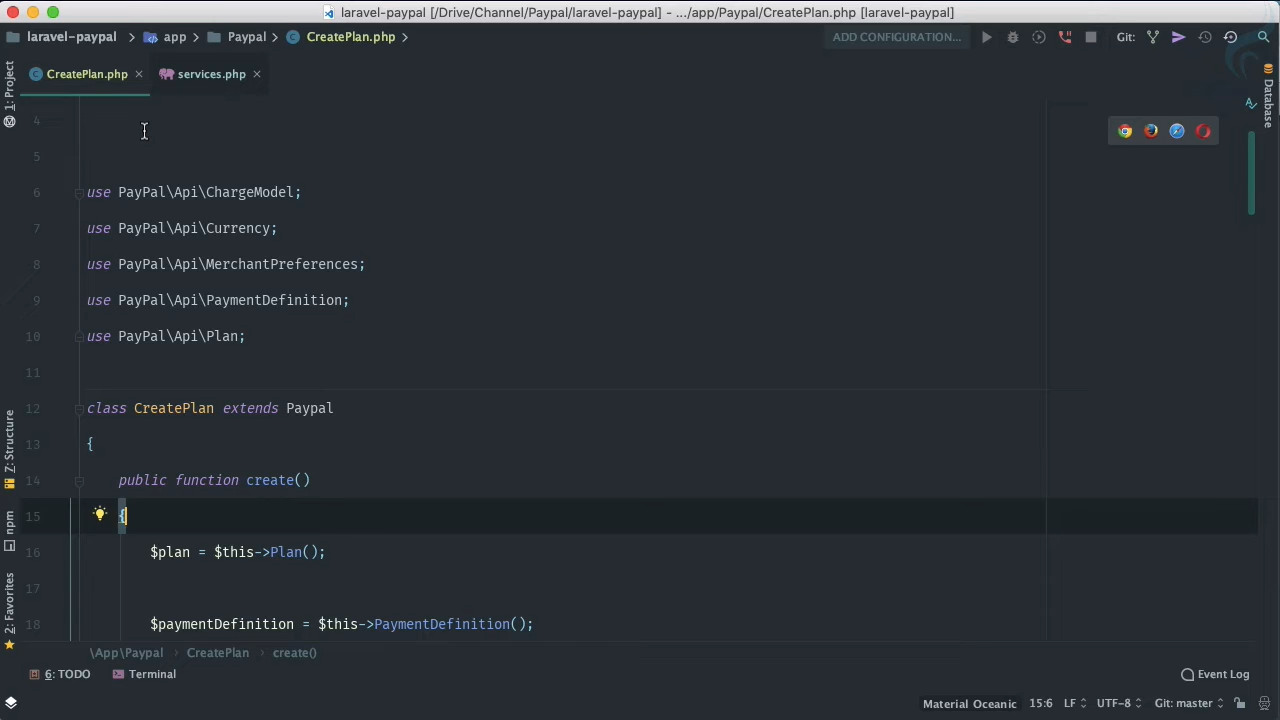 laravel-paypal [/Drive/Channel/Paypal/laravel-paypal] - .../app/Paypal/CreatePlan.php [laravel-paypal]
laravel-paypal app Paypal CreatePlan.php ADD CONFIGURATION... Git:
CreatePlan.php services.php
1: Project
Database
4
5
6 use PayPal\Api\ChargeModel;
7 use PayPal\Api\Currency;
8 use PayPal\Api\MerchantPreferences;
9 use PayPal\Api\PaymentDefinition;
10 use PayPal\Api\Plan;
11
12 class CreatePlan extends Paypal
13 {
14 public function create()
15 {
16 $plan = $this->Plan();
17
18 $paymentDefinition = $this->PaymentDefinition();
7: Structure
npm
2: Favorites
\App\Paypal › CreatePlan › create()
6: TODO Terminal Event Log
Material Oceanic 15:6 LF UTF-8 Git: master